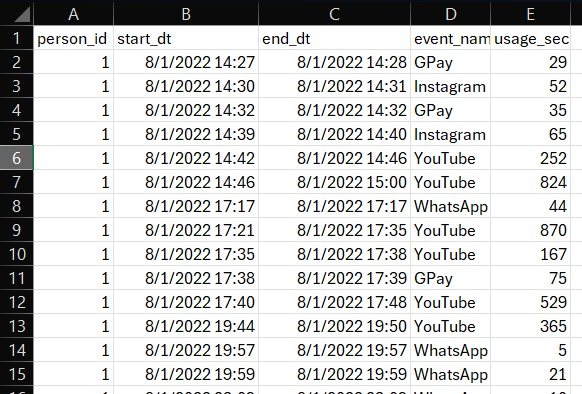 A B C D E
1 person_id start_dt end_dt event_nam usage_sec
2 1 8/1/2022 14:27 8/1/2022 14:28 GPay 29
3 1 8/1/2022 14:30 8/1/2022 14:31 Instagram 52
4 1 8/1/2022 14:32 8/1/2022 14:32 GPay 35
5 1 8/1/2022 14:39 8/1/2022 14:40 Instagram 65
6 1 8/1/2022 14:42 8/1/2022 14:46 YouTube 252
7 1 8/1/2022 14:46 8/1/2022 15:00 YouTube 824
8 1 8/1/2022 17:17 8/1/2022 17:17 WhatsApp 44
9 1 8/1/2022 17:21 8/1/2022 17:35 YouTube 870
10 1 8/1/2022 17:35 8/1/2022 17:38 YouTube 167
11 1 8/1/2022 17:38 8/1/2022 17:39 GPay 75
12 1 8/1/2022 17:40 8/1/2022 17:48 YouTube 529
13 1 8/1/2022 19:44 8/1/2022 19:50 YouTube 365
14 1 8/1/2022 19:57 8/1/2022 19:57 WhatsApp 5
15 1 8/1/2022 19:59 8/1/2022 19:59 WhatsApp 21